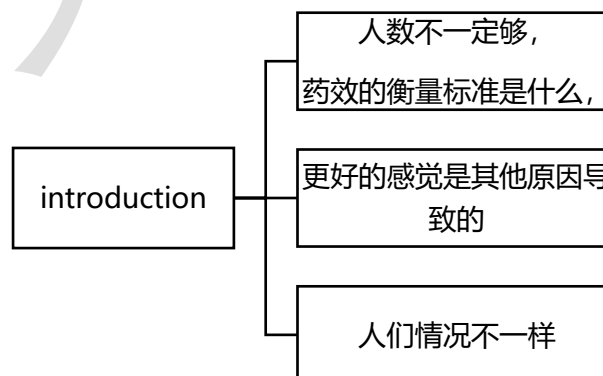 人数不一定够，
药效的衡量标准是什么，
introduction
更好的感觉是其他原因导
致的
人们情况不一样